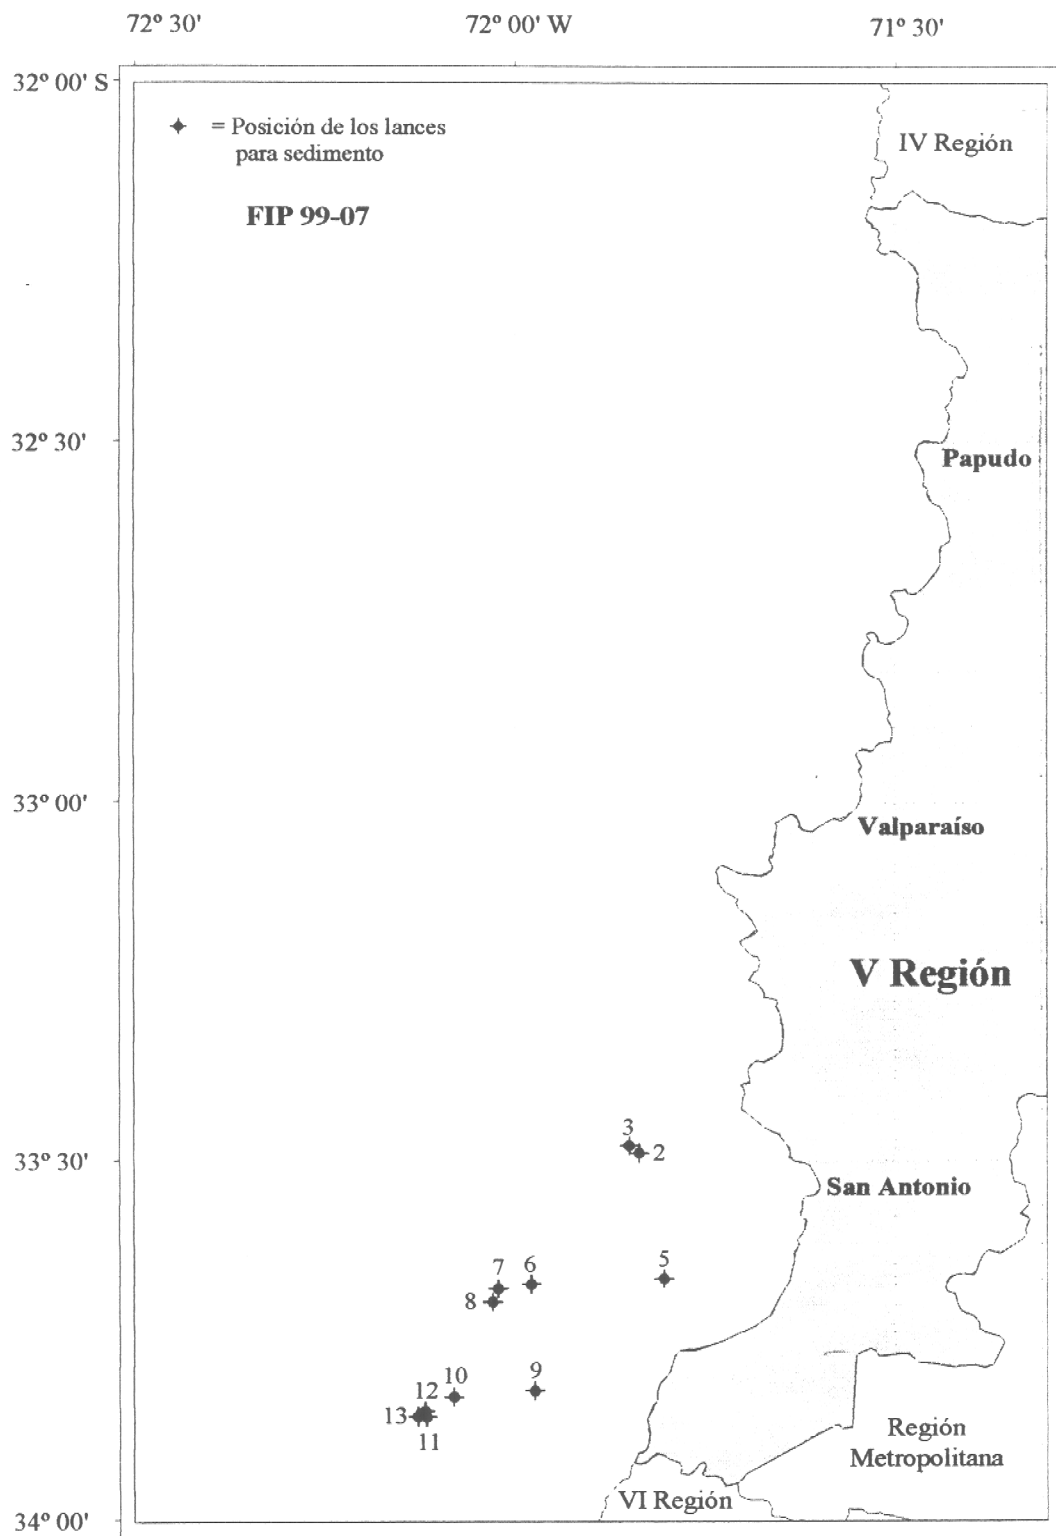 72º 30'
72º 00' W
71º 30'
32º 00' S
= Posición de los lances
para sedimento
IV Región
FIP 99-07
32º 30'
Papudo
33º 00'
Valparaíso
V Región
3
2
33º 30'
San Antonio
5
6
7
8
9
10
12
13
11
Región
Metropolitana
VI Región
34º 00'